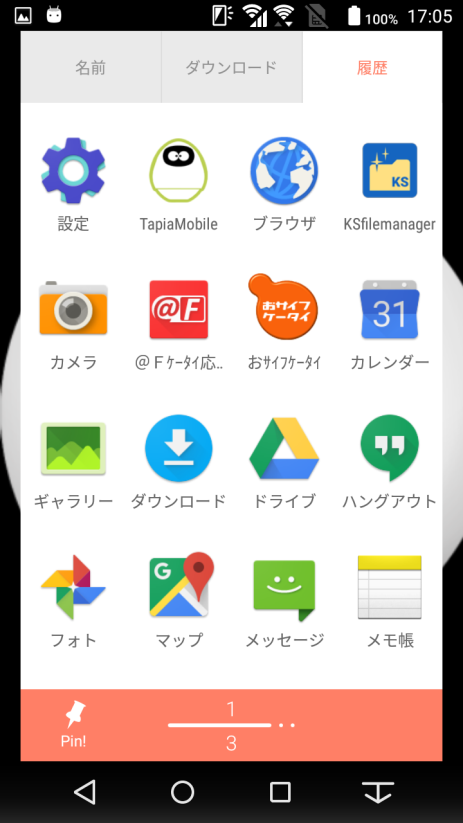 100% 17:05
名前 ダウンロード 履歴
KS
設定 TapiaMobile ブラウザ KSfilemanager
@F おサイフケータイ 31
カメラ @Fｹｰﾀｲ応.. おｻｲﾌｹｰﾀｲ カレンダー
ギャラリー ダウンロード ドライブ ハングアウト
G
フォト マップ メッセージ メモ帳
1
Pin!
3